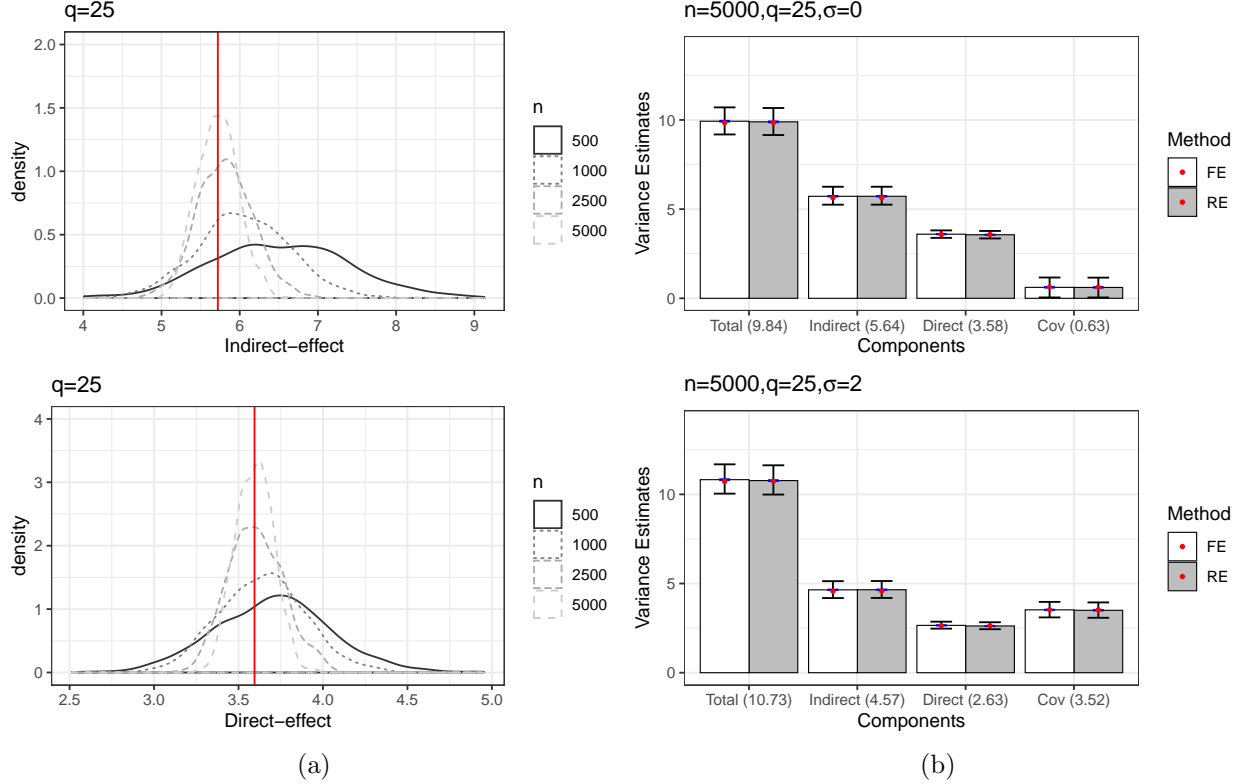 q=25
2.0
1.5
1.0
0.5
0.0
density
4 5 6 7 8 9
Indirect−effect
n
500
1000
2500
5000
n=5000,q=25,σ=0
10
5
0
Variance Estimates
Total (9.84) Indirect (5.64) Direct (3.58) Cov (0.63)
Components
Method
FE
RE
q=25
4
3
2
1
0
density
2.5 3.0 3.5 4.0 4.5 5.0
Direct−effect
n
500
1000
2500
5000
n=5000,q=25,σ=2
10
5
0
Variance Estimates
Total (10.73) Indirect (4.57) Direct (2.63) Cov (3.52)
Components
Method
FE
RE
(a)
(b)